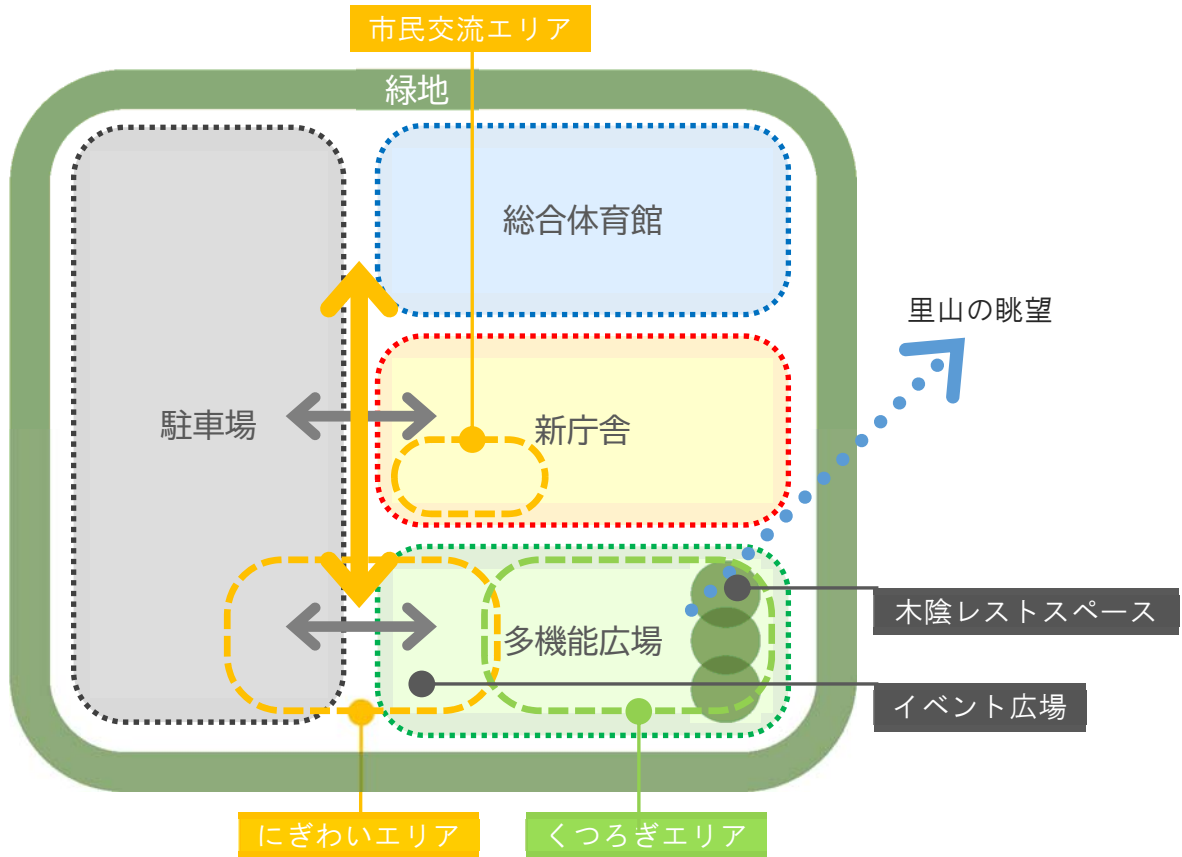 市民交流エリア
緑地
総合体育館
里山の眺望
駐車場
新庁舎
木陰レストスペース
多機能広場
イベント広場
にぎわいエリア
くつろぎエリア